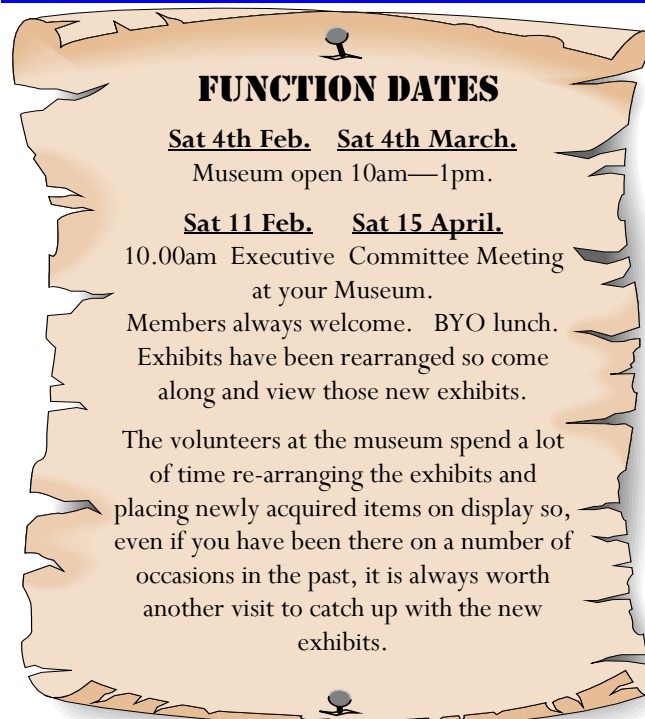 FUNCTION DATES
Sat 4th Feb. Sat 4th March.
Museum open 10am—1pm.
Sat 11 Feb. Sat 15 April.
10.00am Executive Committee Meeting
at your Museum.
Members always welcome. BYO lunch.
Exhibits have been rearranged so come
along and view those new exhibits.
The volunteers at the museum spend a lot
of time re-arranging the exhibits and
placing newly acquired items on display so,
even if you have been there on a number of
occasions in the past, it is always worth
another visit to catch up with the new
exhibits.